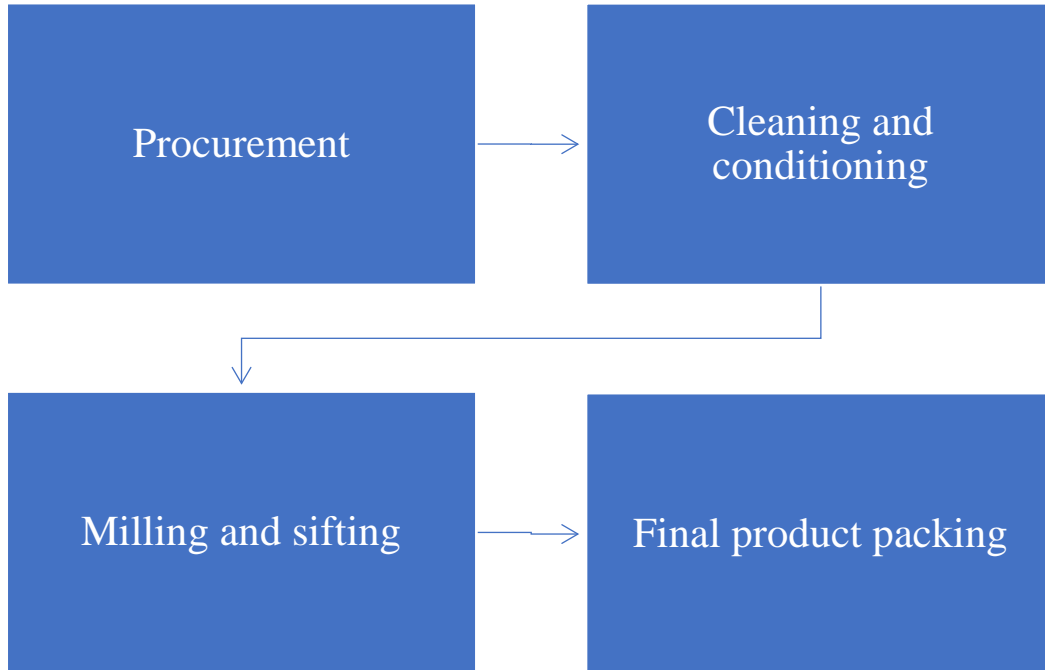 Procurement
Cleaning and
conditioning
Milling and sifting
Final product packing